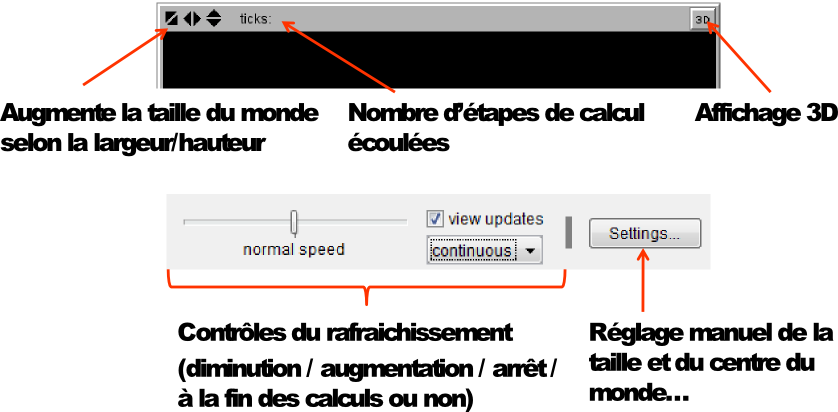 ticks:
3D
Augmente la taille du monde
selon la largeur/hauteur
Nombre d'étapes de calcul
écoulées
Affichage 3D
view updates
normal speed
continuous
Settings...
Contrôles du rafraichissement
(diminution / augmentation / arrêt /
à la fin des calculs ou non)
Réglage manuel de la
taille et du centre du
monde...